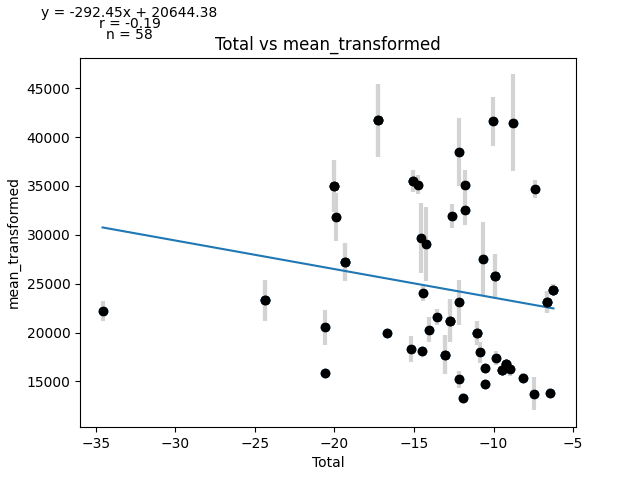 y = -292.45x + 20644.38
r = -0.19
n = 58
Total vs mean_transformed
45000
40000
35000
30000
25000
20000
15000
mean_transformed
−35
−30
−25
−20
−15
−10
−5
Total